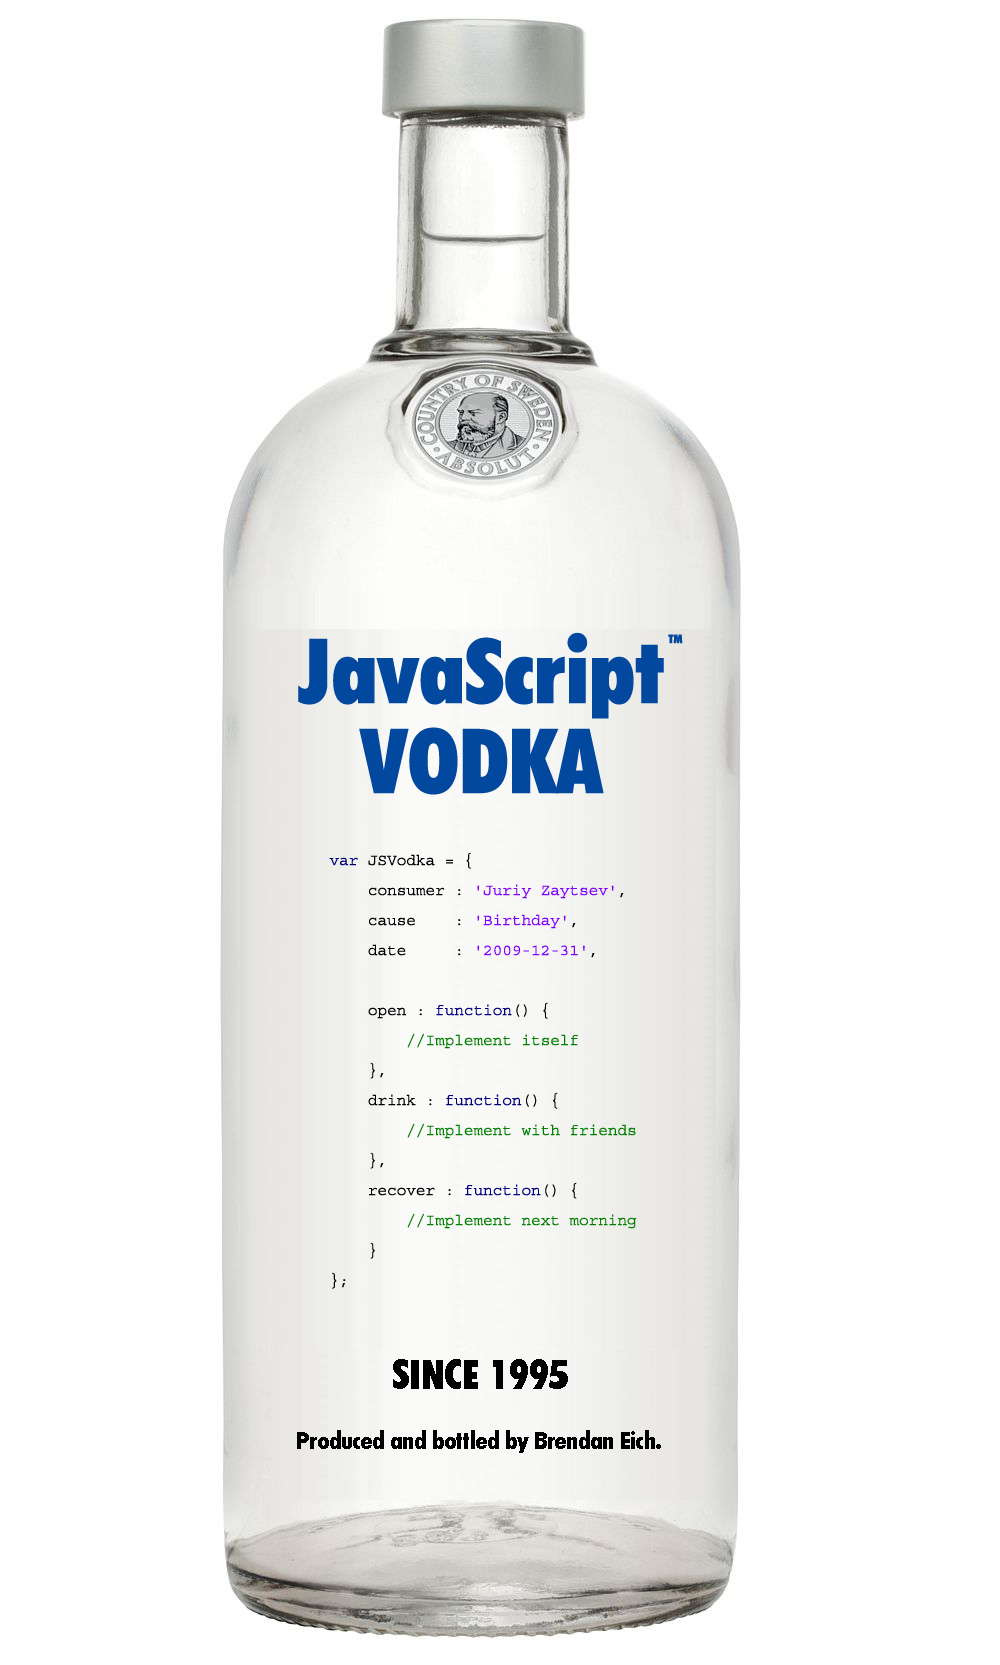 COUNTRY OF SWEDEN
· ABSOLUT ·
JavaScript™
VODKA
var JSVodka = {
    consumer : 'Juriy Zaytsev',
    cause    : 'Birthday',
    date     : '2009-12-31',

    open : function() {
        //Implement itself
    },
    drink : function() {
        //Implement with friends
    },
    recover : function() {
        //Implement next morning
    }
};
SINCE 1995
Produced and bottled by Brendan Eich.